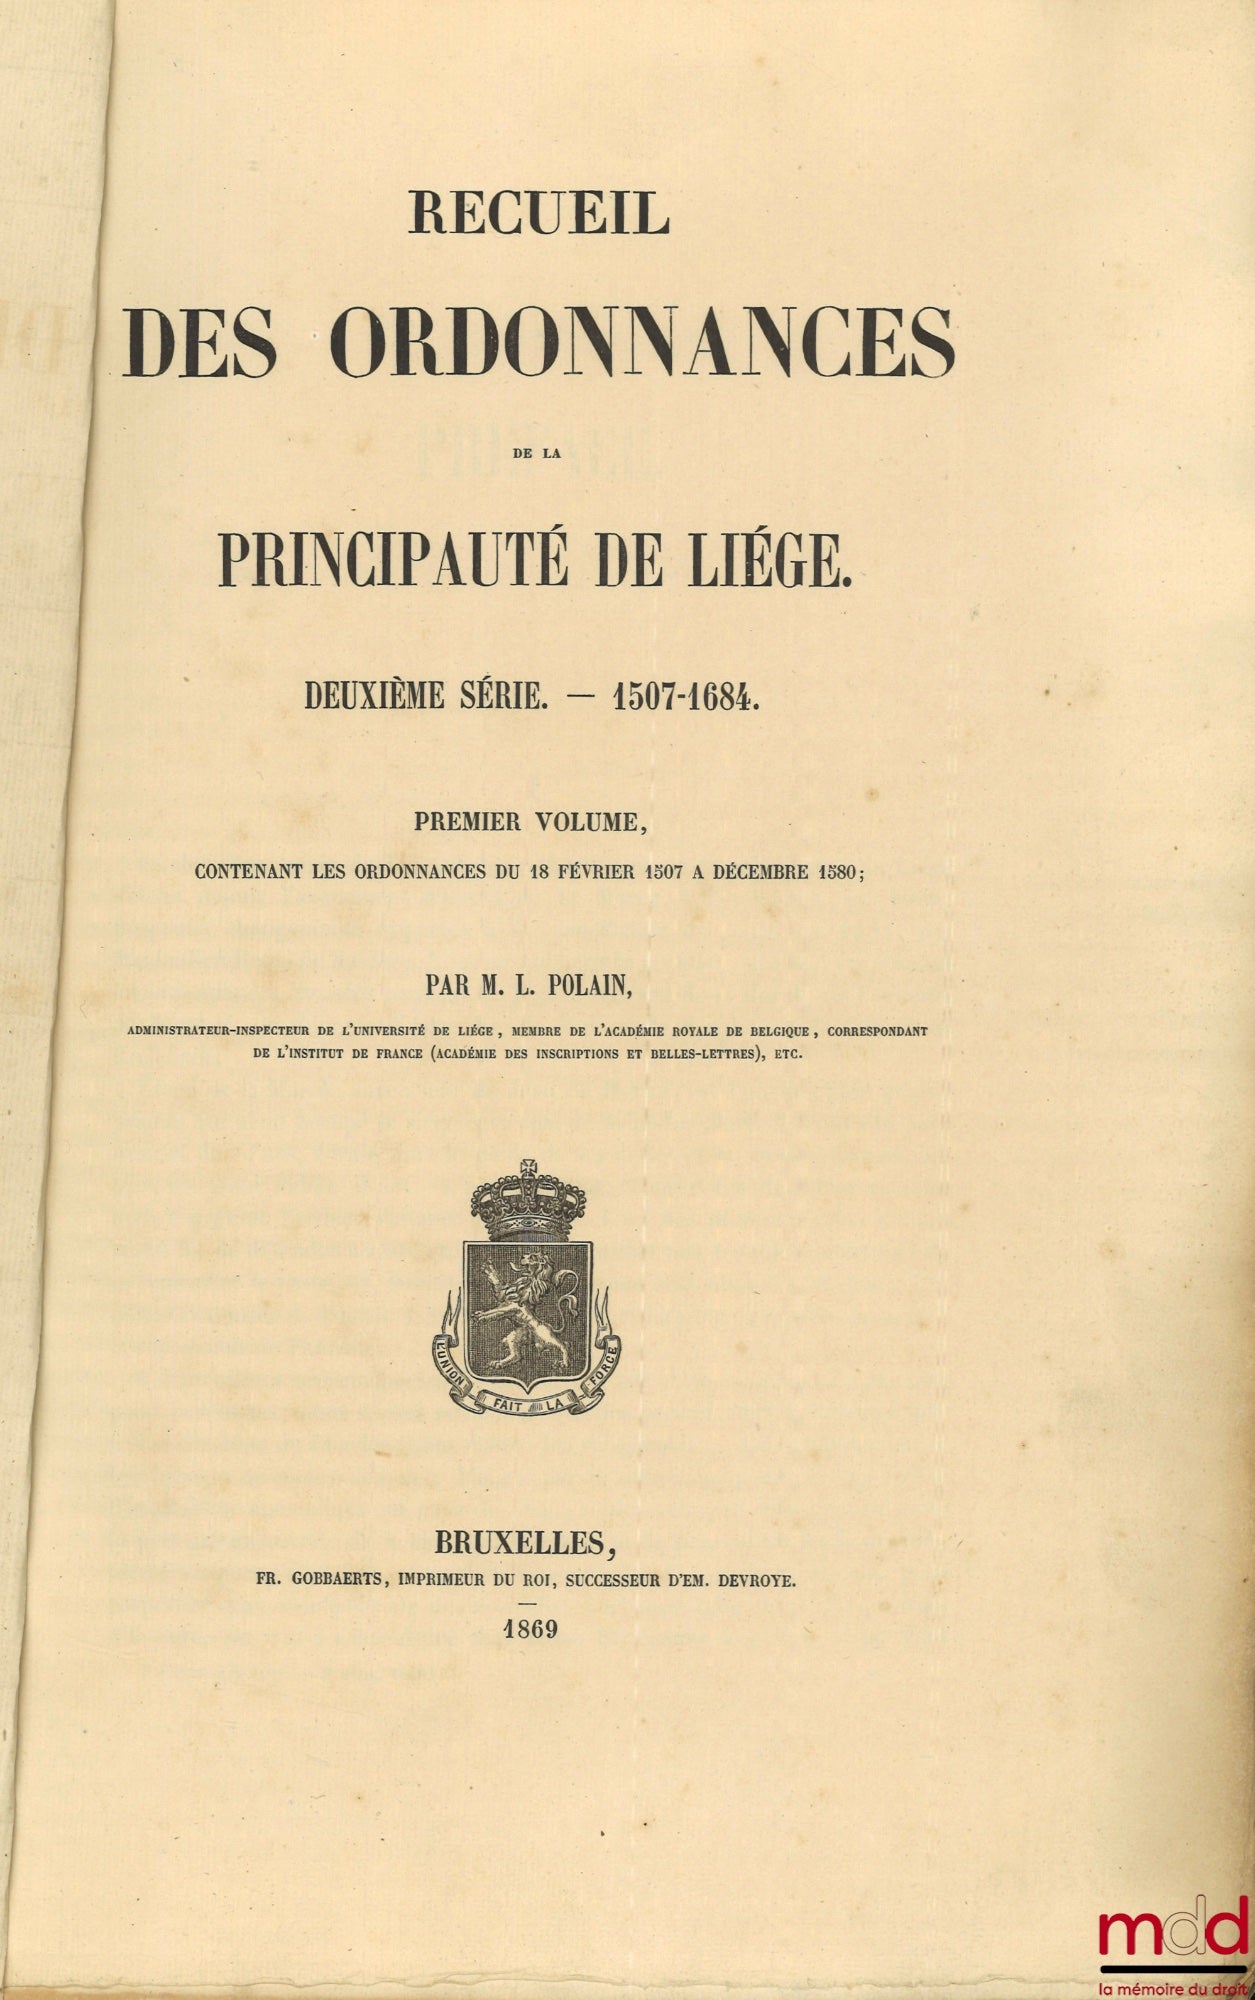 RECUEIL
DES ORDONNANCES
DE LA
PRINCIPAUTÉ DE LIÉGE.
DEUXIÈME SÉRIE. — 1507-1684.
PREMIER VOLUME,
CONTENANT LES ORDONNANCES DU 18 FÉVRIER 1507 A DÉCEMBRE 1580;
PAR M. L. POLAIN,
ADMINISTRATEUR-INSPECTEUR DE L'UNIVERSITÉ DE LIÉGE, MEMBRE DE L'ACADÉMIE ROYALE DE BELGIQUE, CORRESPONDANT
DE L'INSTITUT DE FRANCE (ACADÉMIE DES INSCRIPTIONS ET BELLES-LETTRES), ETC.
L'UNION FAIT LA FORCE
BRUXELLES,
FR. GOBBAERTS, IMPRIMEUR DU ROI, SUCCESSEUR D'EM. DEVROYE.
1869
mdd
la mémoire du droit